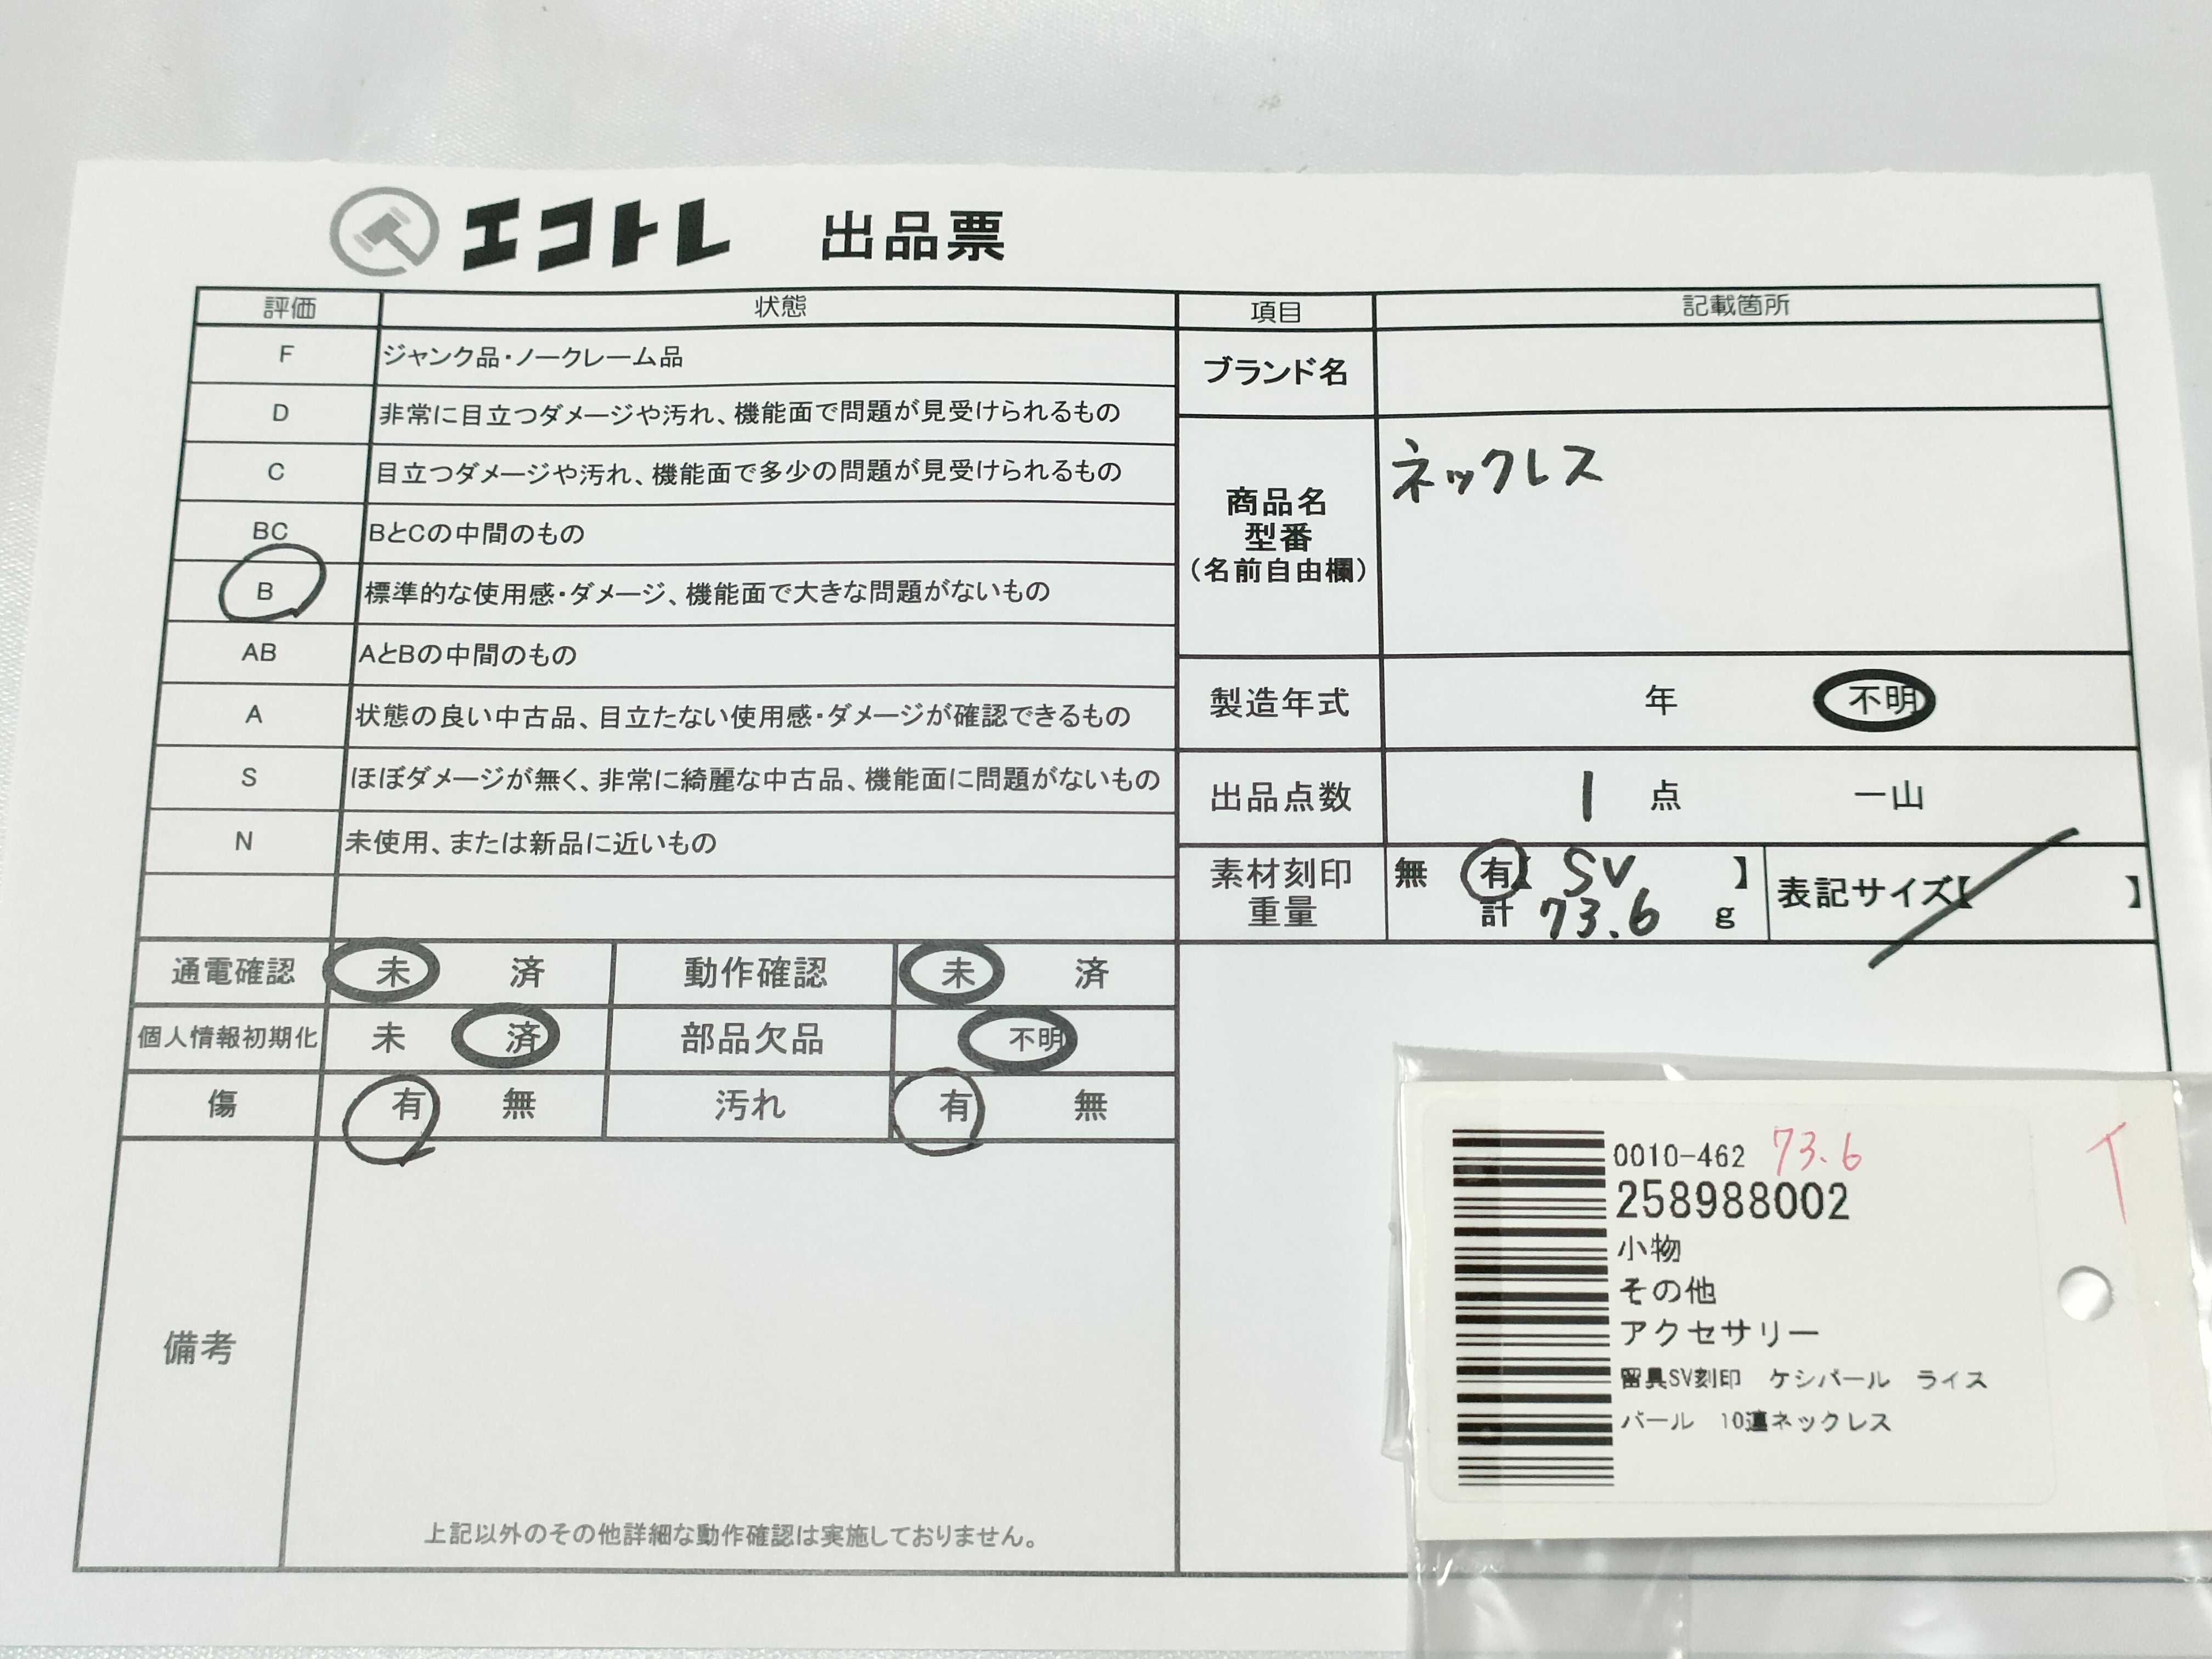 エコトレ 出品票
評価 状態 項目 記載箇所
F ジャンク品・ノークレーム品
D 非常に目立つダメージや汚れ、機能面で問題が見受けられるもの
C 目立つダメージや汚れ、機能面で多少の問題が見受けられるもの
BC BとCの中間のもの
B 標準的な使用感・ダメージ、機能面で大きな問題がないもの
AB AとBの中間のもの
A 状態の良い中古品、目立たない使用感・ダメージが確認できるもの
S ほぼダメージが無く、非常に綺麗な中古品、機能面に問題がないもの
N 未使用、または新品に近いもの
ブランド名
商品名
型番
(名前自由欄)
ネックレス
製造年式 年 不明
出品点数 1 点 一山
素材刻印 無 有【 SV 】
重量 計 73.6 g
表記サイズ【 】
通電確認 未 済 動作確認 未 済
個人情報初期化 未 済 部品欠品 不明
傷 有 無 汚れ 有 無
備考
上記以外のその他詳細な動作確認は実施しておりません。
0010-462 73.6
258988002
小物
その他
アクセサリー
留具SV刻印 ケシパール ライス
パール 10連ネックレス